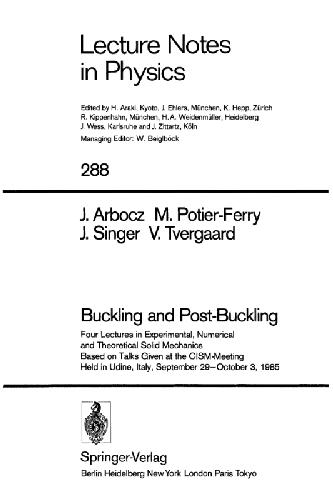 Lecture Notes
in Physics
Edited by H. Araki, Kyoto, J. Ehlers, München, K. Hepp, Zürich
R. Kippenhahn, München, H. A. Weidenmüller, Heidelberg
J. Wess, Karlsruhe and J. Zittartz, Köln
Managing Editor: W. Beiglböck
288
J. Arbocz M. Potier-Ferry
J. Singer V. Tvergaard
Buckling and Post-Buckling
Four Lectures in Experimental, Numerical
and Theoretical Solid Mechanics
Based on Talks Given at the CISM-Meeting
Held in Udine, Italy, September 29–October 3, 1985
Springer-Verlag
Berlin Heidelberg New York London Paris Tokyo